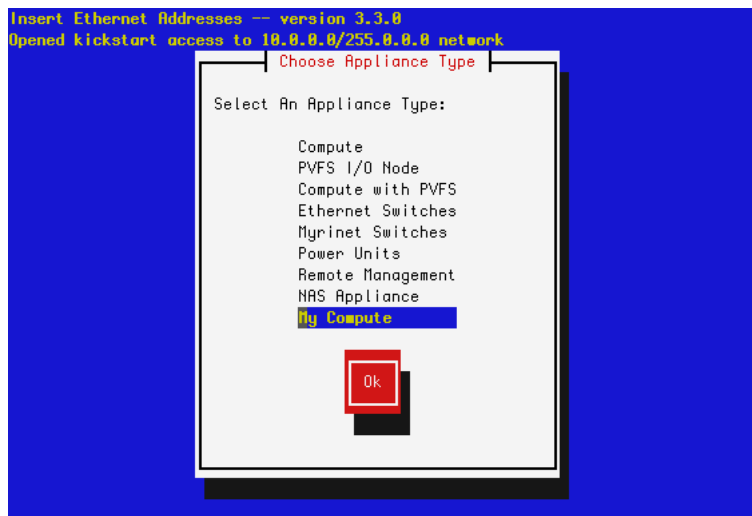 Insert Ethernet Addresses -- version 3.3.0
Opened kickstart access to 10.0.0.0/255.0.0.0 network
Choose Appliance Type
Select An Appliance Type:
Compute
PVFS I/O Node
Compute with PVFS
Ethernet Switches
Myrinet Switches
Power Units
Remote Management
NAS Appliance
My Compute
Ok